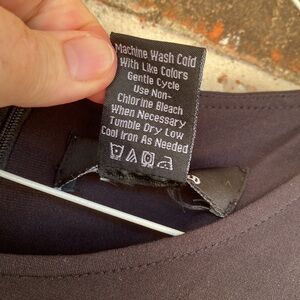 Machine Wash Cold
With Like Colors
Gentle Cycle
Use Non-
Chlorine Bleach
When Necessary
Tumble Dry Low
Cool Iron As Needed